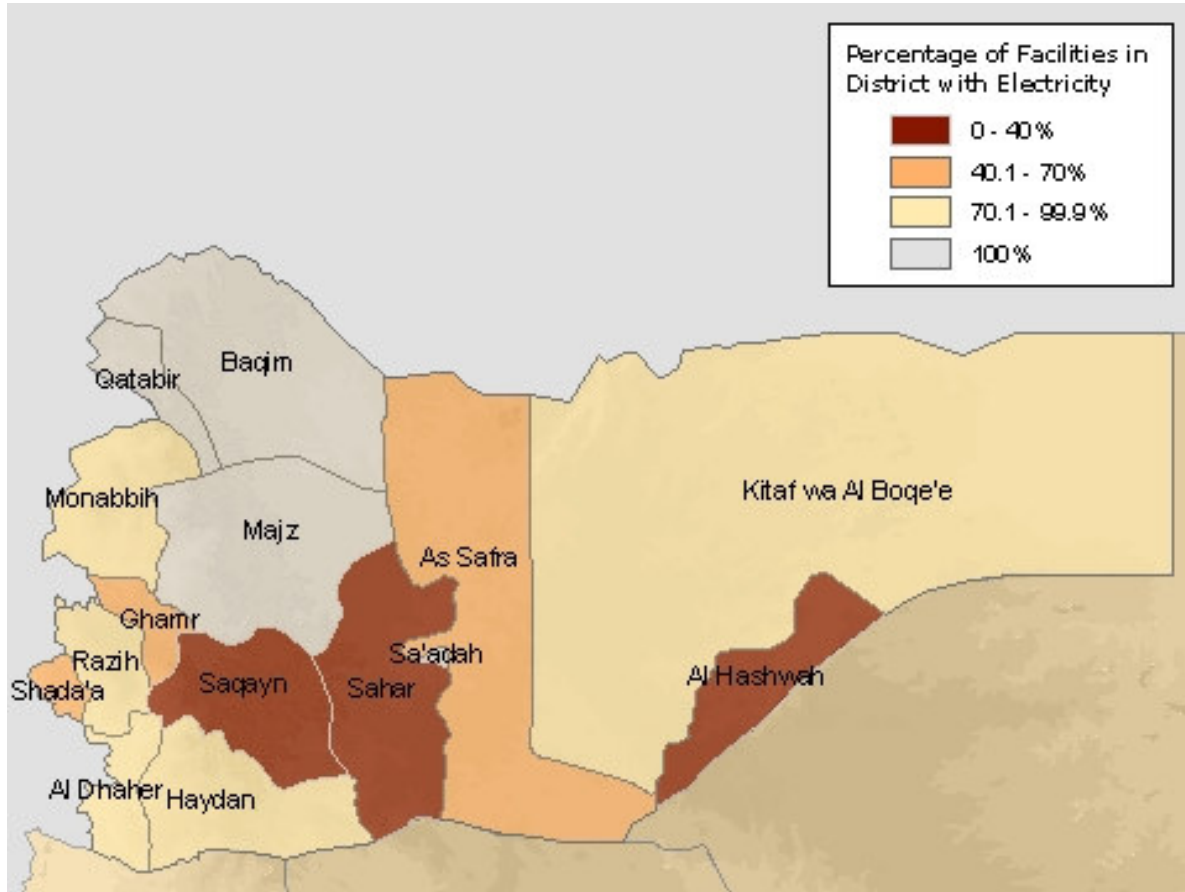 Percentage of Facilities in
District with Electricity
0 - 40%
40.1 - 70%
70.1 - 99.9%
100%
Baqim
Qatabir
Monabbih
Kitaf wa Al Boqe'e
Majz
As Safra
Ghamr
Sa'adah
Razih
Al Hashwah
Saqayn
Sahar
Shada'a
Al Dhaher
Haydan